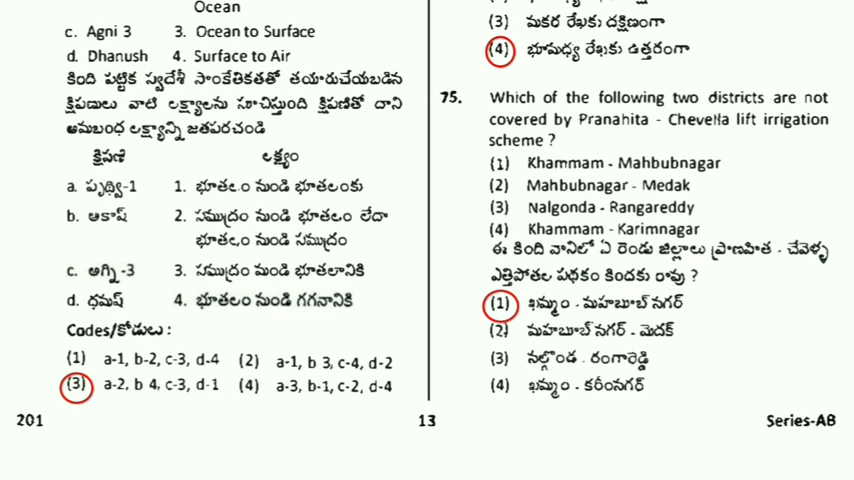 Ocean
c. Agni 3 3. Ocean to Surface
d. Dhanush 4. Surface to Air
కింది పట్టిక స్వదేశీ సాంకేతికతతో తయారుచేయబడిన
క్షిపణులు వాటి లక్ష్యాలను సూచిస్తుంది క్షిపణితో దాని
అనుబంధ లక్ష్యాన్ని జతపరచండి
క్షిపణి లక్ష్యం
a. పృథ్వి-1 1. భూతలం నుండి భూతలంకు
b. ఆకాష్ 2. సముద్రం నుండి భూతలం లేదా
భూతలం నుండి సముద్రం
c. అగ్ని -3 3. సముద్రం నుండి భూతలానికి
d. ధనుష్ 4. భూతలం నుండి గగనానికి
Codes/కోడులు :
(1) a-1, b-2, c-3, d-4 (2) a-1, b 3, c-4, d-2
(3) a-2, b 4, c-3, d-1 (4) a-3, b-1, c-2, d-4
(3) మకర రేఖకు దక్షిణంగా
(4) భూమధ్య రేఖకు ఉత్తరంగా
75. Which of the following two districts are not
covered by Pranahita - Chevella lift irrigation
scheme ?
(1) Khammam - Mahbubnagar
(2) Mahbubnagar - Medak
(3) Nalgonda - Rangareddy
(4) Khammam - Karimnagar
ఈ కింది వానిలో ఏ రెండు జిల్లాలు ప్రాణహిత - చేవెళ్ళ
ఎత్తిపోతల పథకం కిందకు రావు ?
(1) ఖమ్మం - మహబూబ్ నగర్
(2) మహబూబ్ నగర్ - మెదక్
(3) నల్గొండ - రంగారెడ్డి
(4) ఖమ్మం - కరీంనగర్
201 13 Series-AB